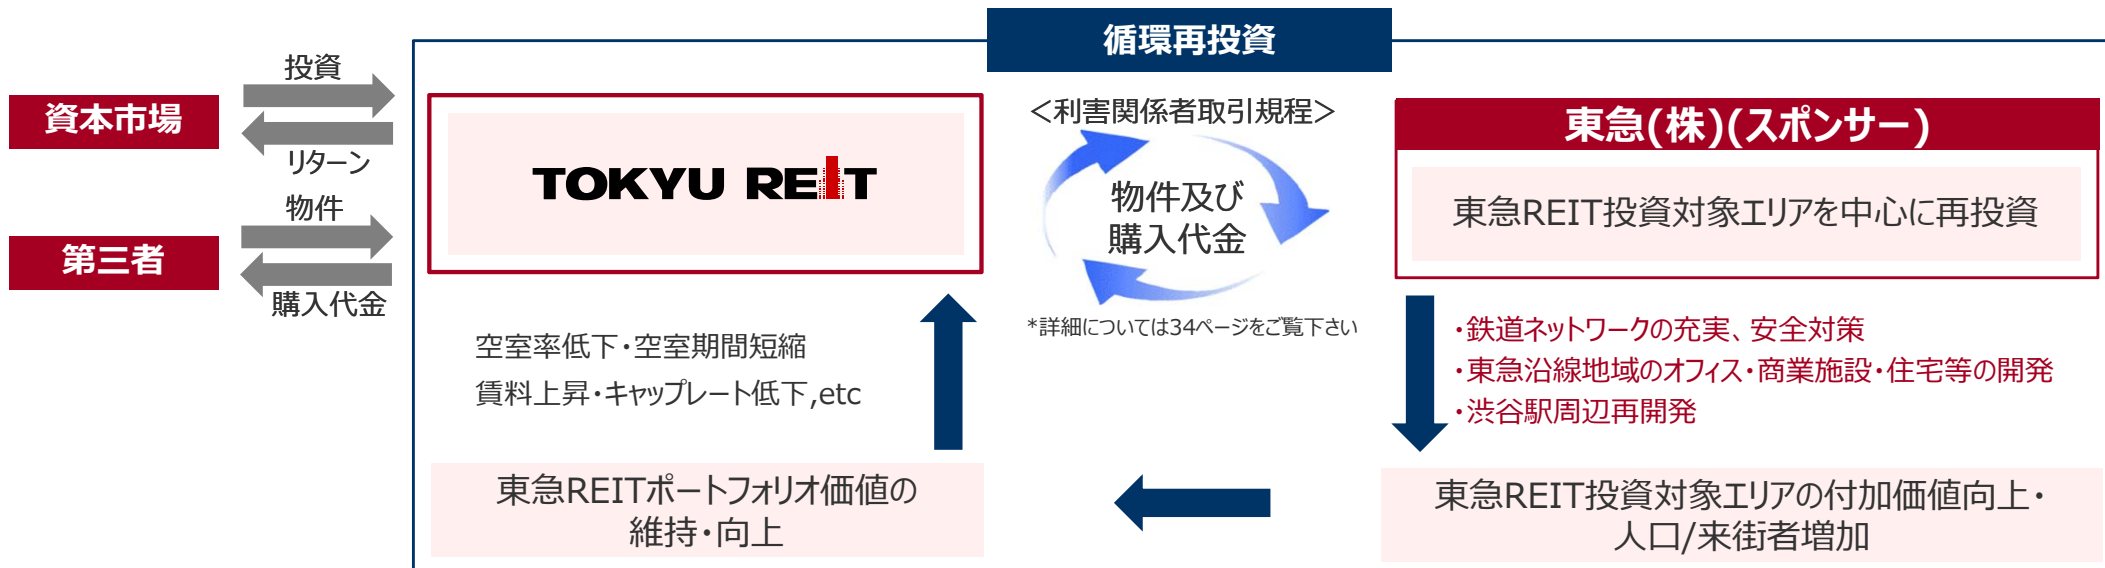 循環再投資
投資
資本市場
リターン
物件
第三者
購入代金
TOKYU REIT
<利害関係者取引規程>
物件及び
購入代金
*詳細については34ページをご覧下さい
東急(株)(スポンサー)
東急REIT投資対象エリアを中心に再投資
・鉄道ネットワークの充実、安全対策
・東急沿線地域のオフィス・商業施設・住宅等の開発
・渋谷駅周辺再開発
東急REIT投資対象エリアの付加価値向上・
人口/来街者増加
東急REITポートフォリオ価値の
維持・向上
空室率低下・空室期間短縮
賃料上昇・キャップレート低下,etc